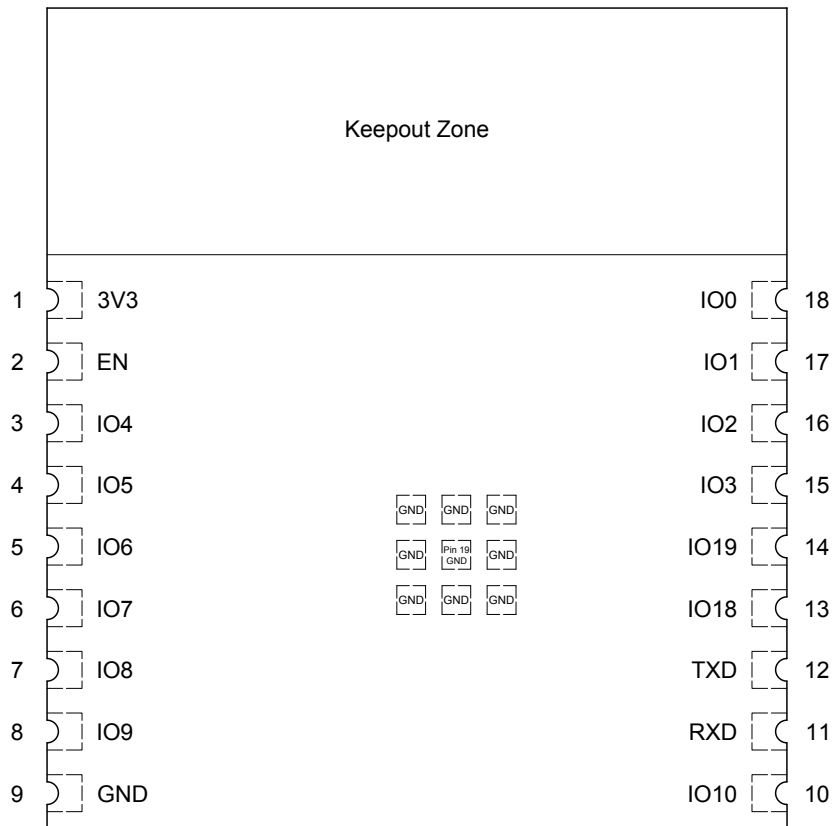 Keepout Zone
1 3V3 IO0 18
2 EN IO1 17
3 IO4 IO2 16
4 IO5 IO3 15
GND GND GND
5 IO6 IO19 14
GND Pin 19 GND GND
6 IO7 IO18 13
GND GND GND
7 IO8 TXD 12
8 IO9 RXD 11
9 GND IO10 10